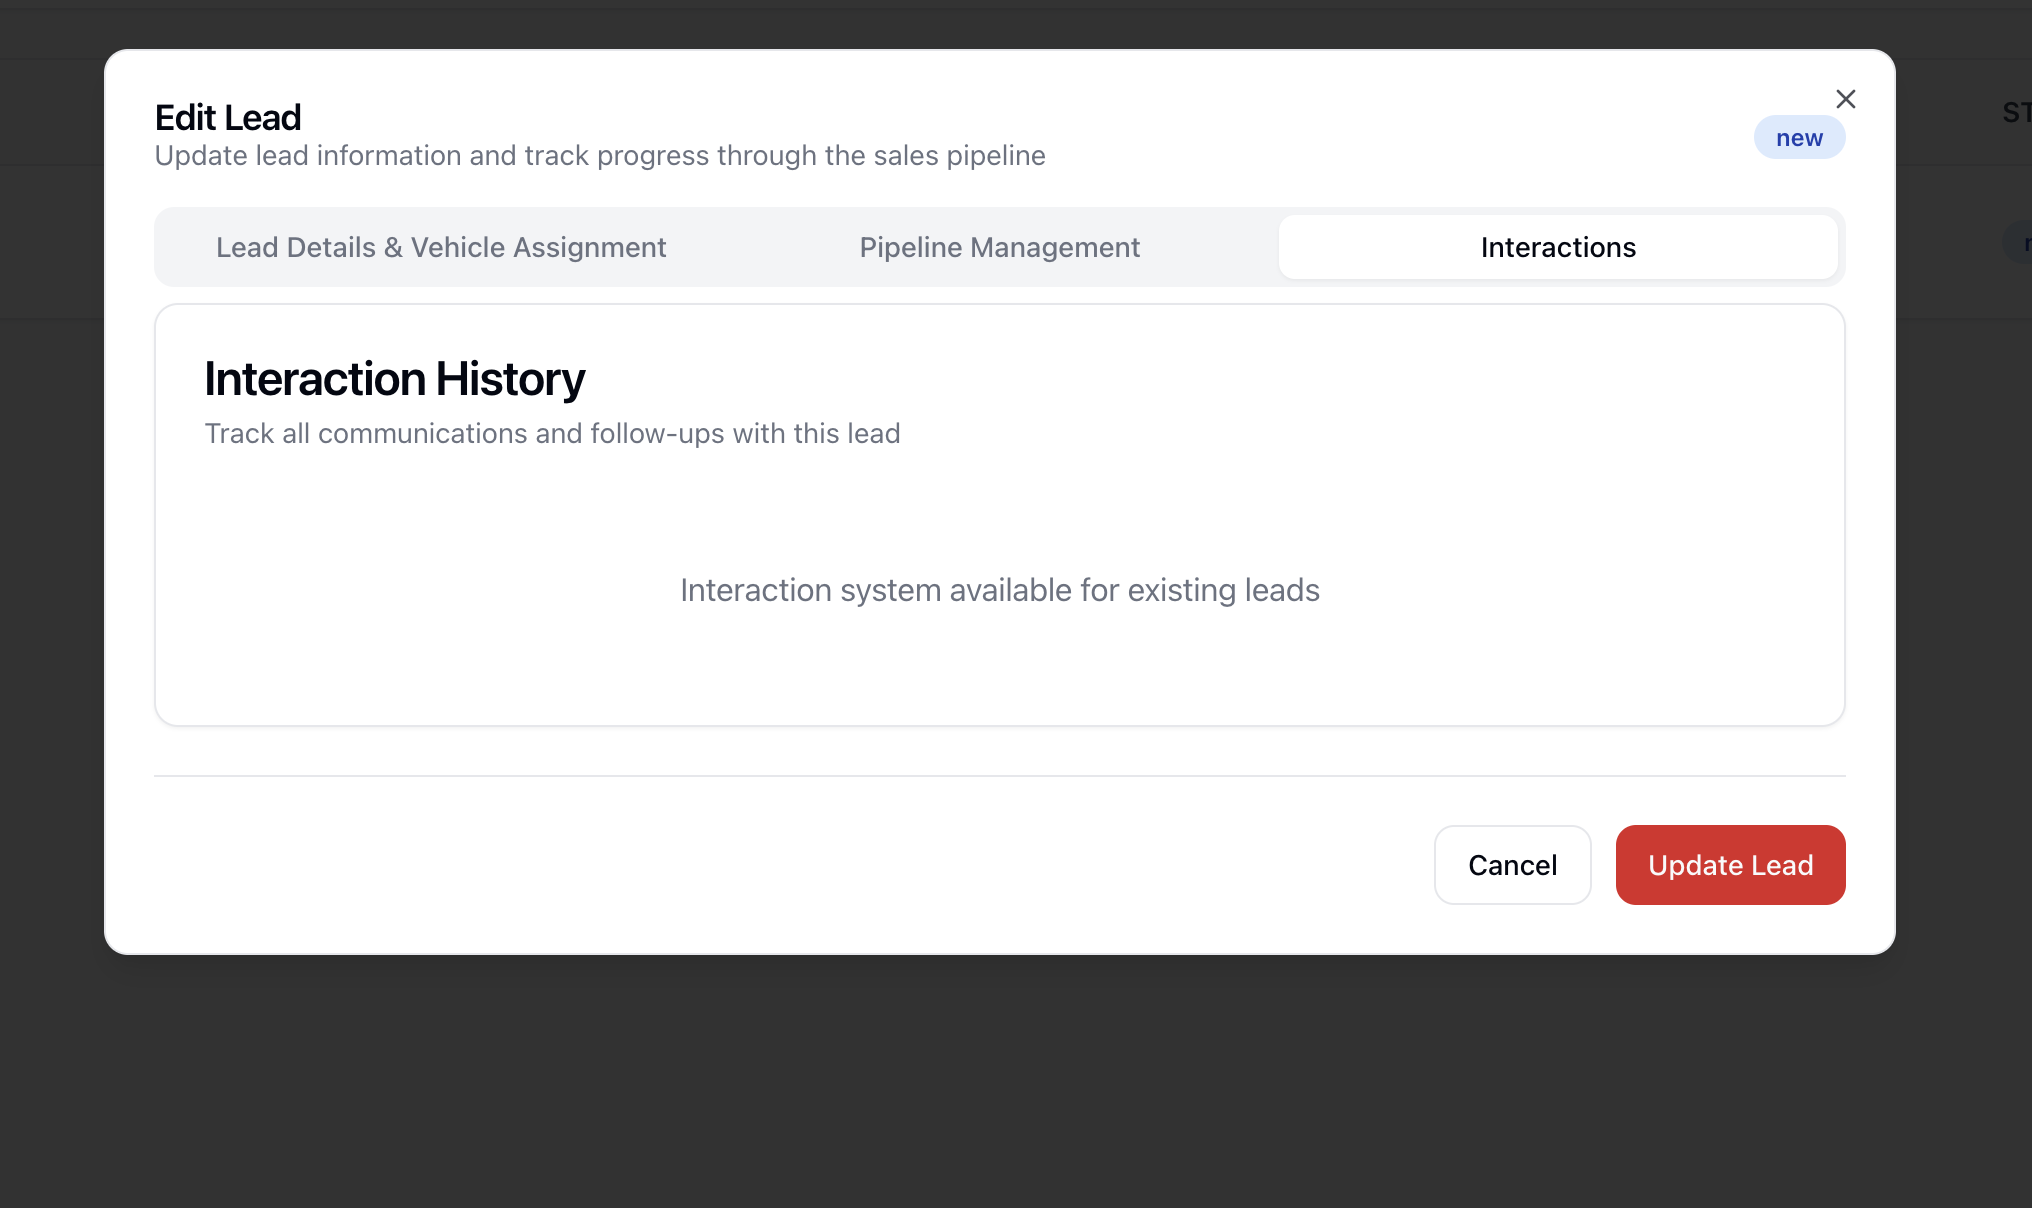 Edit Lead
Update lead information and track progress through the sales pipeline
new
Lead Details & Vehicle Assignment
Pipeline Management
Interactions
Interaction History
Track all communications and follow-ups with this lead
Interaction system available for existing leads
Cancel
Update Lead